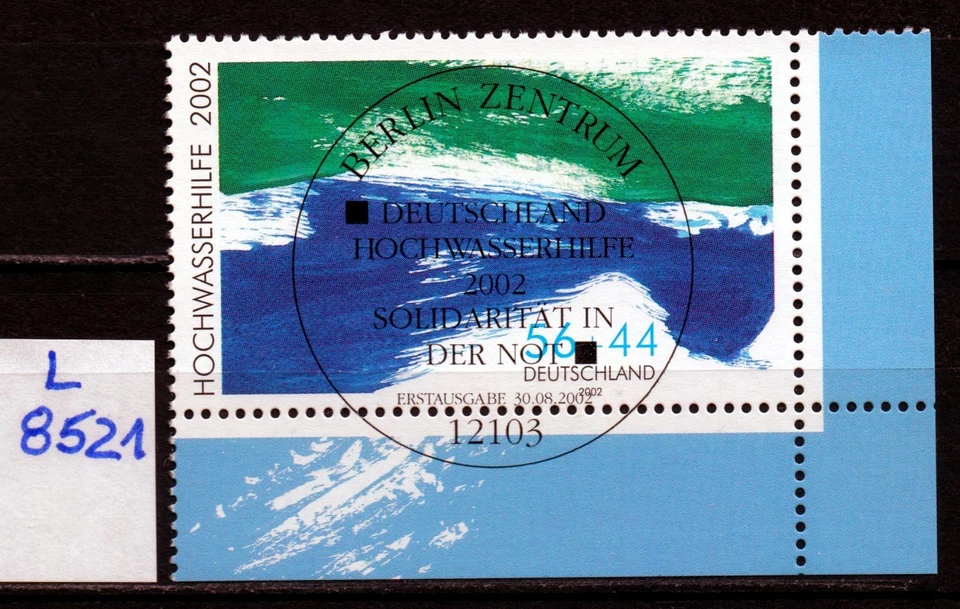 HOCHWASSERHILFE 2002
BERLIN ZENTRUM
DEUTSCHLAND
HOCHWASSERHILFE
2002
SOLIDARITÄT IN
DER NOT
56+44
DEUTSCHLAND
2002
ERSTAUSGABE 30.08.2002
12103
L
8521